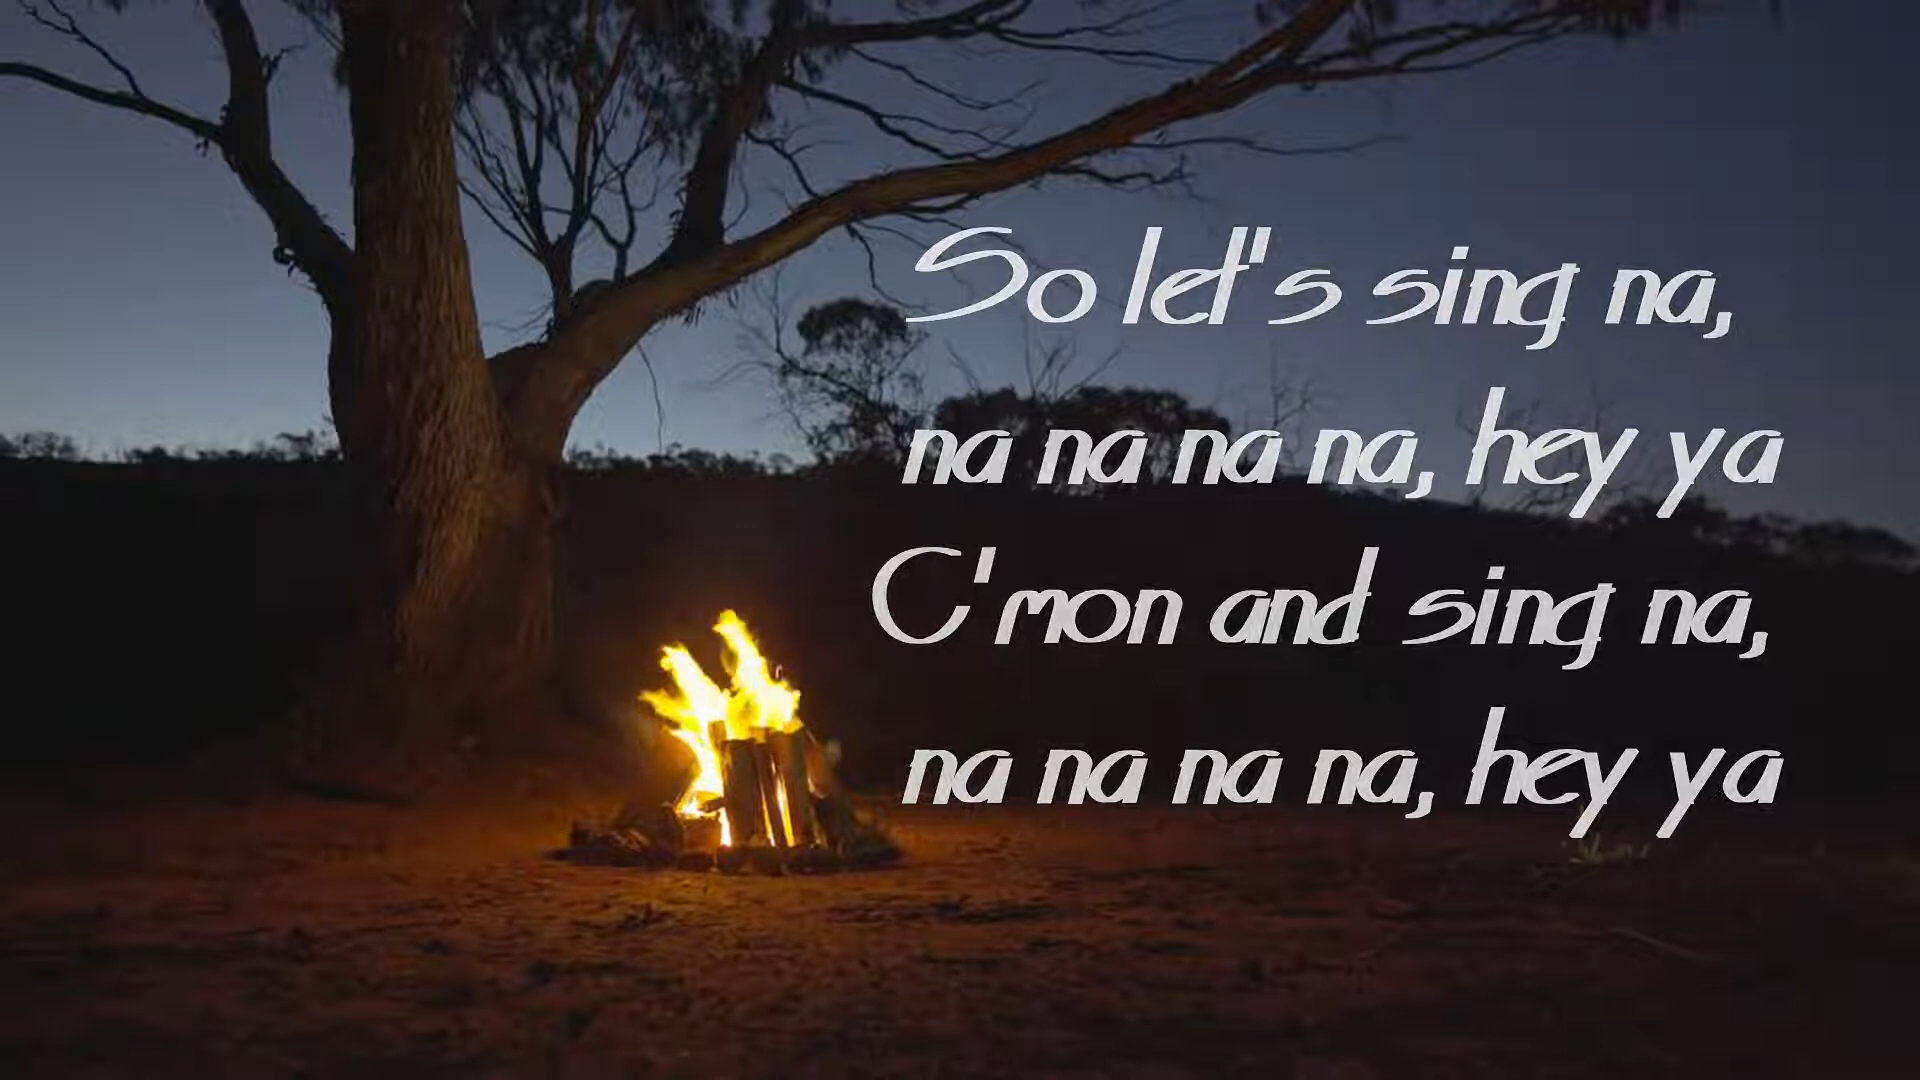 So let's sing na,
na na na na, hey ya
C'mon and sing na,
na na na na, hey ya